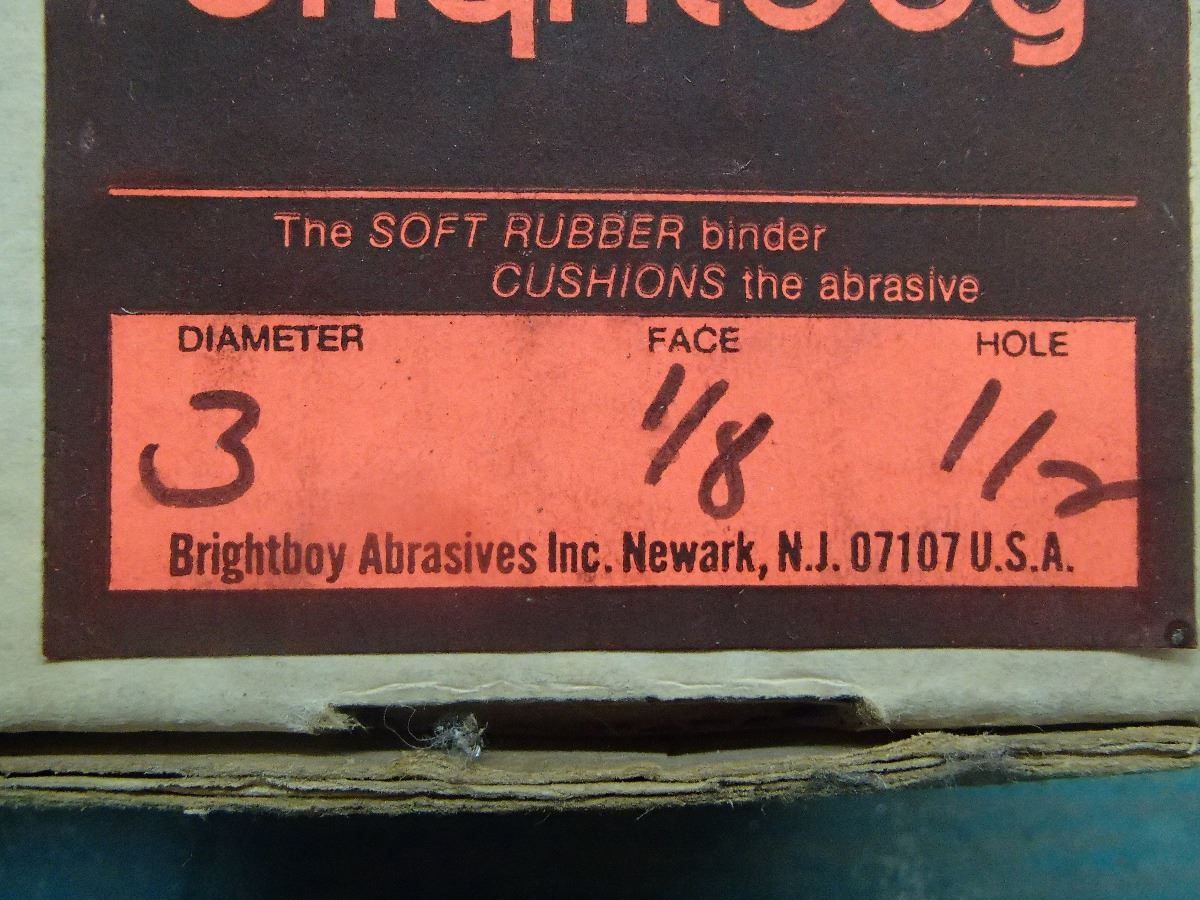 brightboy
The SOFT RUBBER binder
CUSHIONS the abrasive
DIAMETER FACE HOLE
3 1/8 1/2
Brightboy Abrasives Inc. Newark, N.J. 07107 U.S.A.